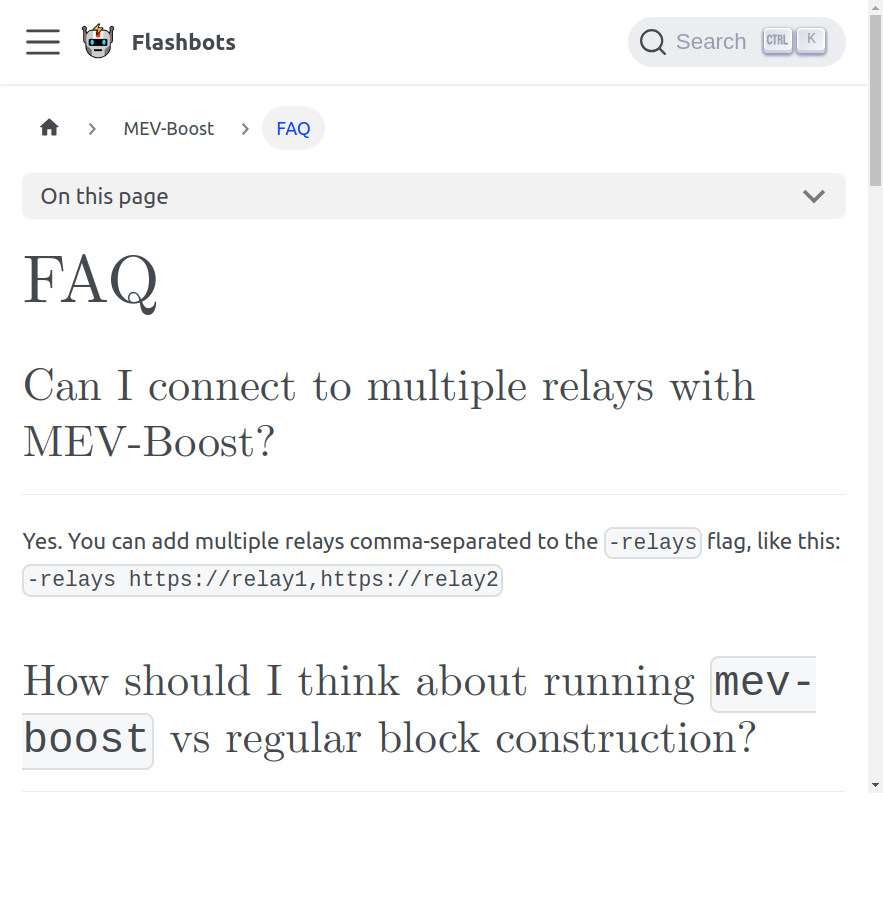 Flashbots
Search CTRL K
MEV-Boost FAQ
On this page
FAQ
Can I connect to multiple relays with
MEV-Boost?
Yes. You can add multiple relays comma-separated to the -relays flag, like this:
-relays https://relay1,https://relay2
How should I think about running mev-
boost vs regular block construction?